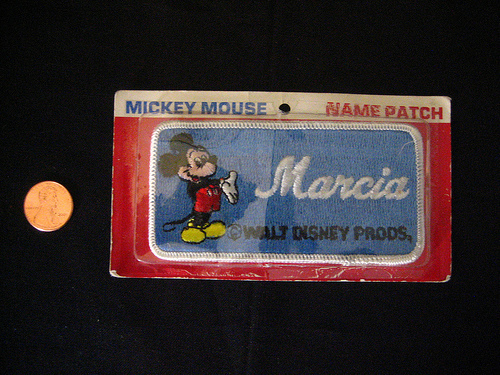 MICKEY MOUSE NAME PATCH
Marcia
©WALT DISNEY PRODS.